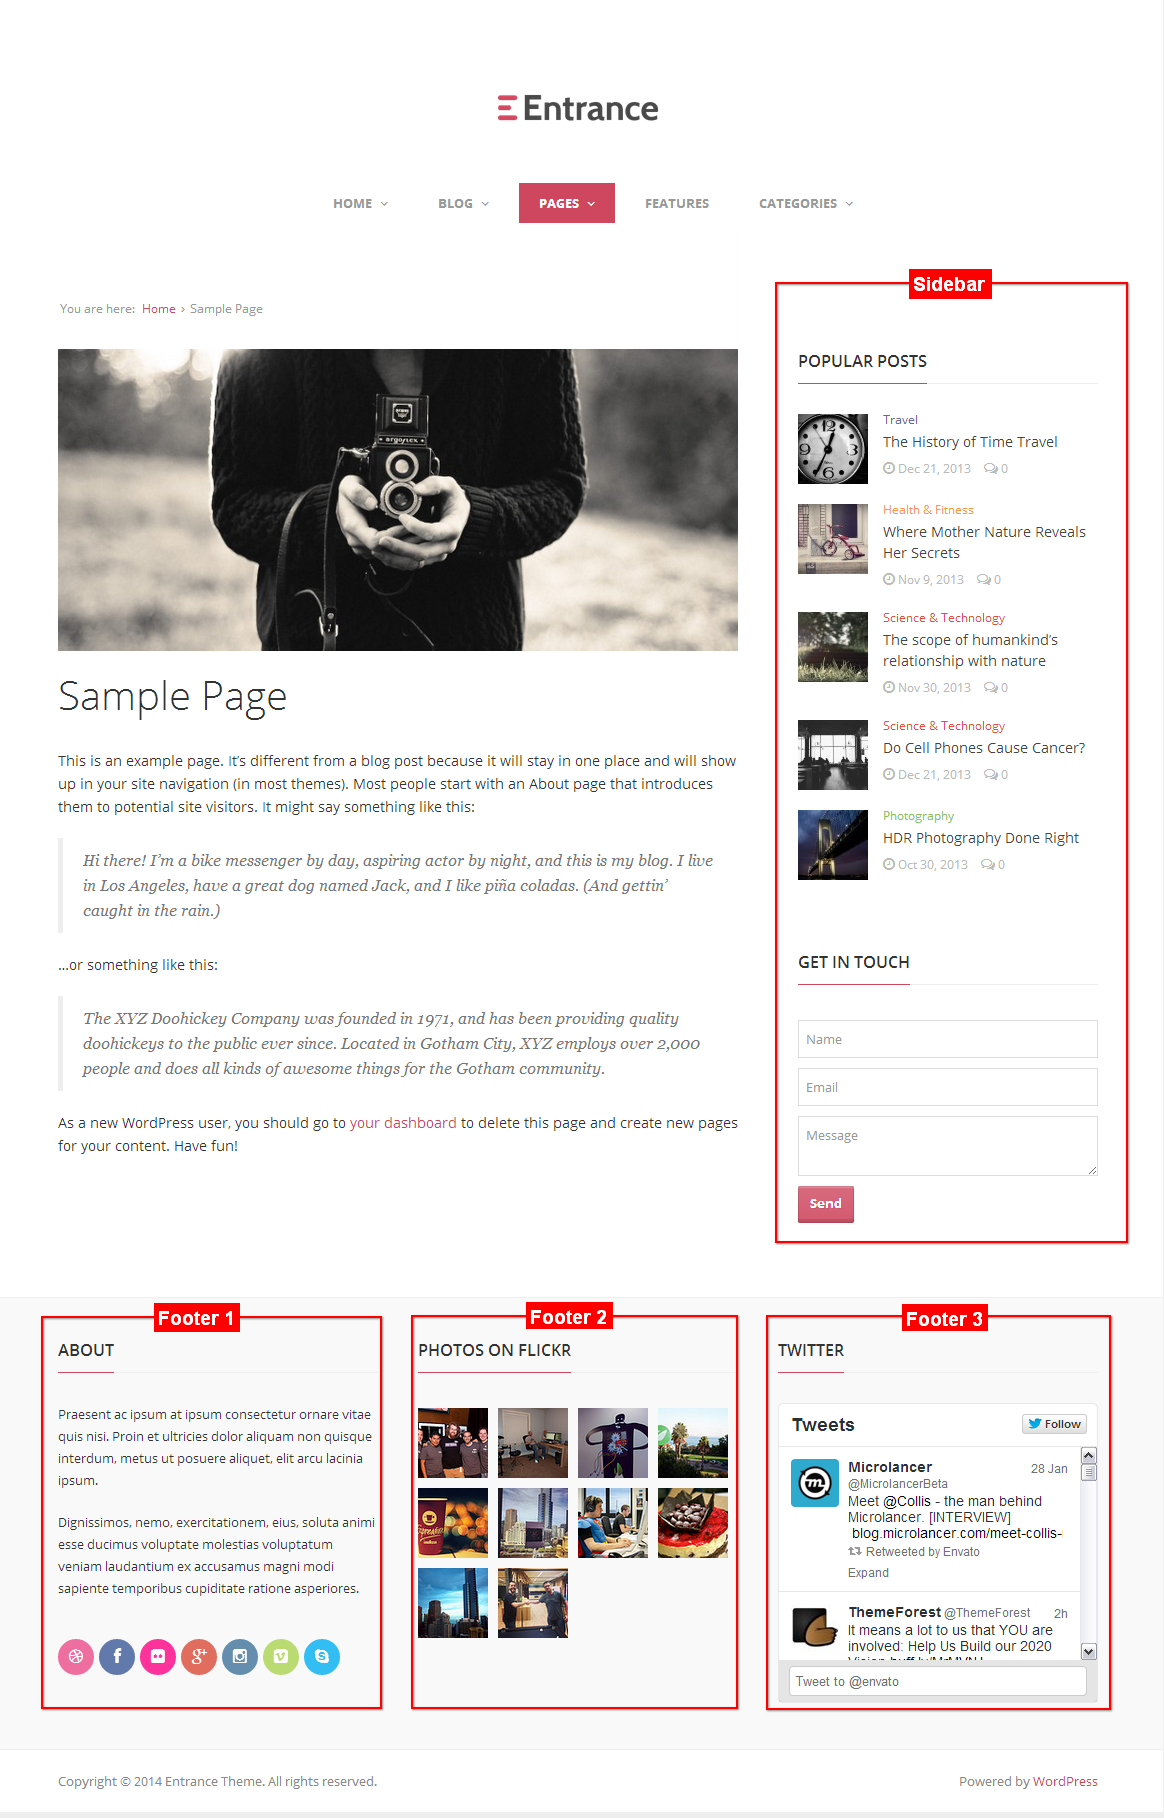 Entrance
HOME
BLOG
PAGES
FEATURES
CATEGORIES
You are here: Home › Sample Page
argoflex
Sample Page
This is an example page. It's different from a blog post because it will stay in one place and will show
up in your site navigation (in most themes). Most people start with an About page that introduces
them to potential site visitors. It might say something like this:
Hi there! I'm a bike messenger by day, aspiring actor by night, and this is my blog. I live
in Los Angeles, have a great dog named Jack, and I like piña coladas. (And gettin'
caught in the rain.)
...or something like this:
The XYZ Doohickey Company was founded in 1971, and has been providing quality
doohickeys to the public ever since. Located in Gotham City, XYZ employs over 2,000
people and does all kinds of awesome things for the Gotham community.
As a new WordPress user, you should go to your dashboard to delete this page and create new pages
for your content. Have fun!
Sidebar
POPULAR POSTS
Travel
The History of Time Travel
Dec 21, 2013 0
Health & Fitness
Where Mother Nature Reveals
Her Secrets
Nov 9, 2013 0
Science & Technology
The scope of humankind's
relationship with nature
Nov 30, 2013 0
Science & Technology
Do Cell Phones Cause Cancer?
Dec 21, 2013 0
Photography
HDR Photography Done Right
Oct 30, 2013 0
GET IN TOUCH
Name
Email
Message
Send
Footer 1
ABOUT
Praesent ac ipsum at ipsum consectetur ornare vitae
quis nisi. Proin et ultricies dolor aliquam non quisque
interdum, metus ut posuere aliquet, elit arcu lacinia
ipsum.
Dignissimos, nemo, exercitationem, eius, soluta animi
esse ducimus voluptate molestias voluptatum
veniam laudantium ex accusamus magni modi
sapiente temporibus cupiditate ratione asperiores.
Footer 2
PHOTOS ON FLICKR
Footer 3
TWITTER
Tweets
Follow
Microlancer 28 Jan
@MicrolancerBeta
Meet @Collis - the man behind
Microlancer. [INTERVIEW]
blog.microlancer.com/meet-collis-
Retweeted by Envato
Expand
ThemeForest @ThemeForest 2h
It means a lot to us that YOU are
involved: Help Us Build our 2020
Tweet to @envato
Copyright © 2014 Entrance Theme. All rights reserved.
Powered by WordPress